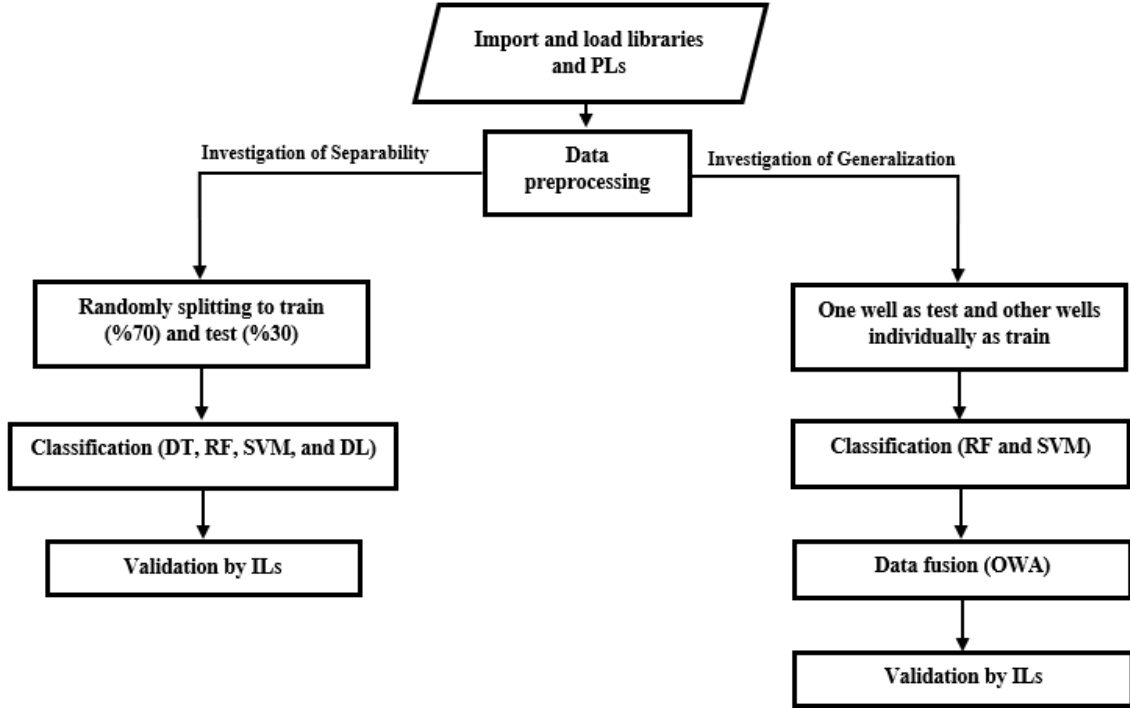 Import and load libraries
and PLs
Data
preprocessing
Investigation of Separability
Investigation of Generalization
Randomly splitting to train
(%70) and test (%30)
One well as test and other wells
individually as train
Classification (DT, RF, SVM, and DL)
Classification (RF and SVM)
Validation by ILs
Data fusion (OWA)
Validation by ILs